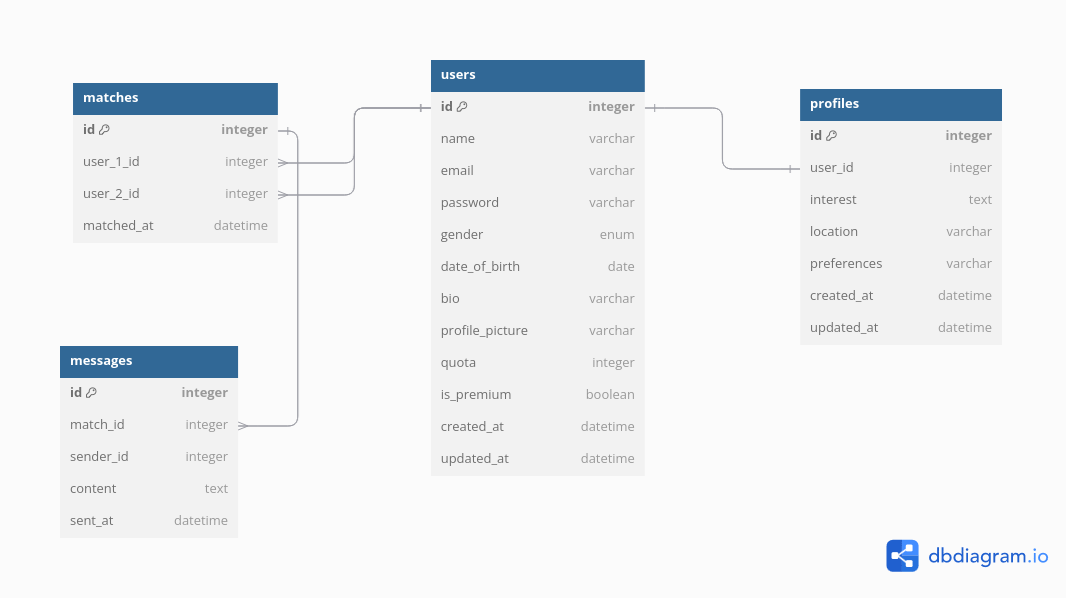 matches
id integer
user_1_id integer
user_2_id integer
matched_at datetime
messages
id integer
match_id integer
sender_id integer
content text
sent_at datetime
users
id integer
name varchar
email varchar
password varchar
gender enum
date_of_birth date
bio varchar
profile_picture varchar
quota integer
is_premium boolean
created_at datetime
updated_at datetime
profiles
id integer
user_id integer
interest text
location varchar
preferences varchar
created_at datetime
updated_at datetime
dbdiagram.io